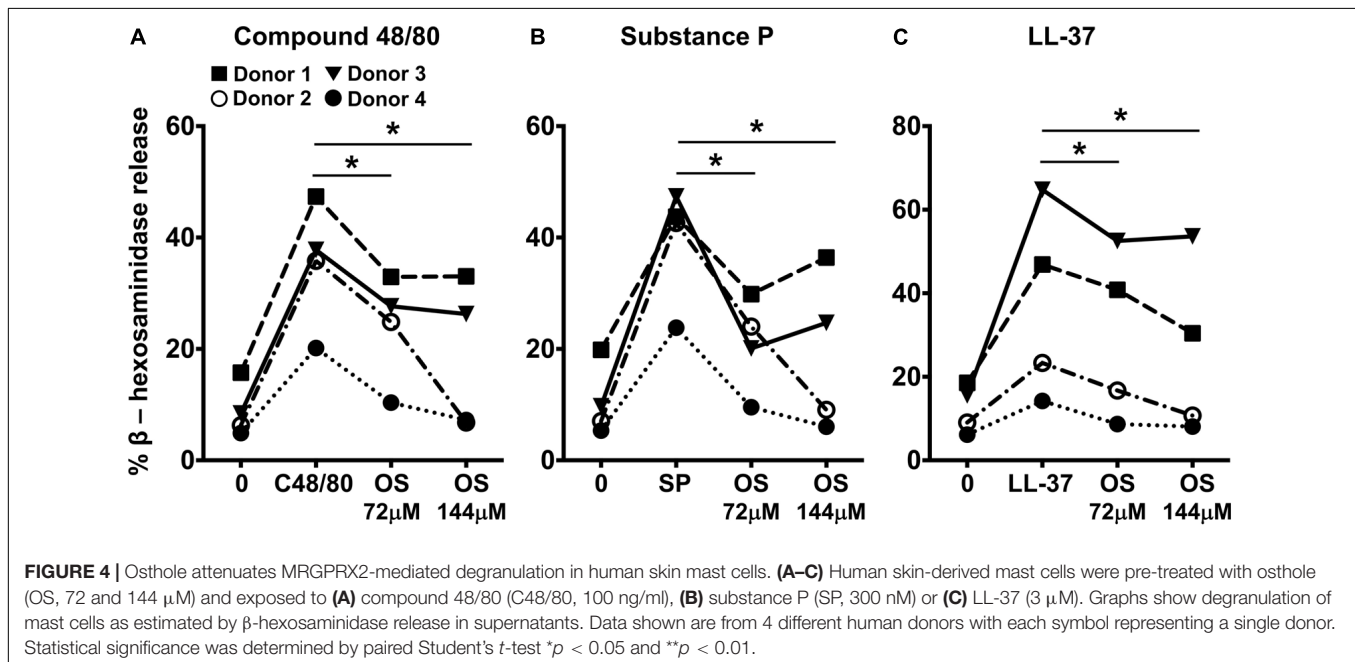 A Compound 48/80
B Substance P
C LL-37
■ Donor 1 ▼ Donor 3
○ Donor 2 ● Donor 4
% β – hexosaminidase release
60
40
20
0
*
*
0 C48/80 OS OS
72μM 144μM
60
40
20
0
*
*
0 SP OS OS
72μM 144μM
80
60
40
20
0
*
*
0 LL-37 OS OS
72μM 144μM
FIGURE 4 | Osthole attenuates MRGPRX2-mediated degranulation in human skin mast cells. (A–C) Human skin-derived mast cells were pre-treated with osthole
(OS, 72 and 144 μM) and exposed to (A) compound 48/80 (C48/80, 100 ng/ml), (B) substance P (SP, 300 nM) or (C) LL-37 (3 μM). Graphs show degranulation of
mast cells as estimated by β-hexosaminidase release in supernatants. Data shown are from 4 different human donors with each symbol representing a single donor.
Statistical significance was determined by paired Student's t-test *p < 0.05 and **p < 0.01.